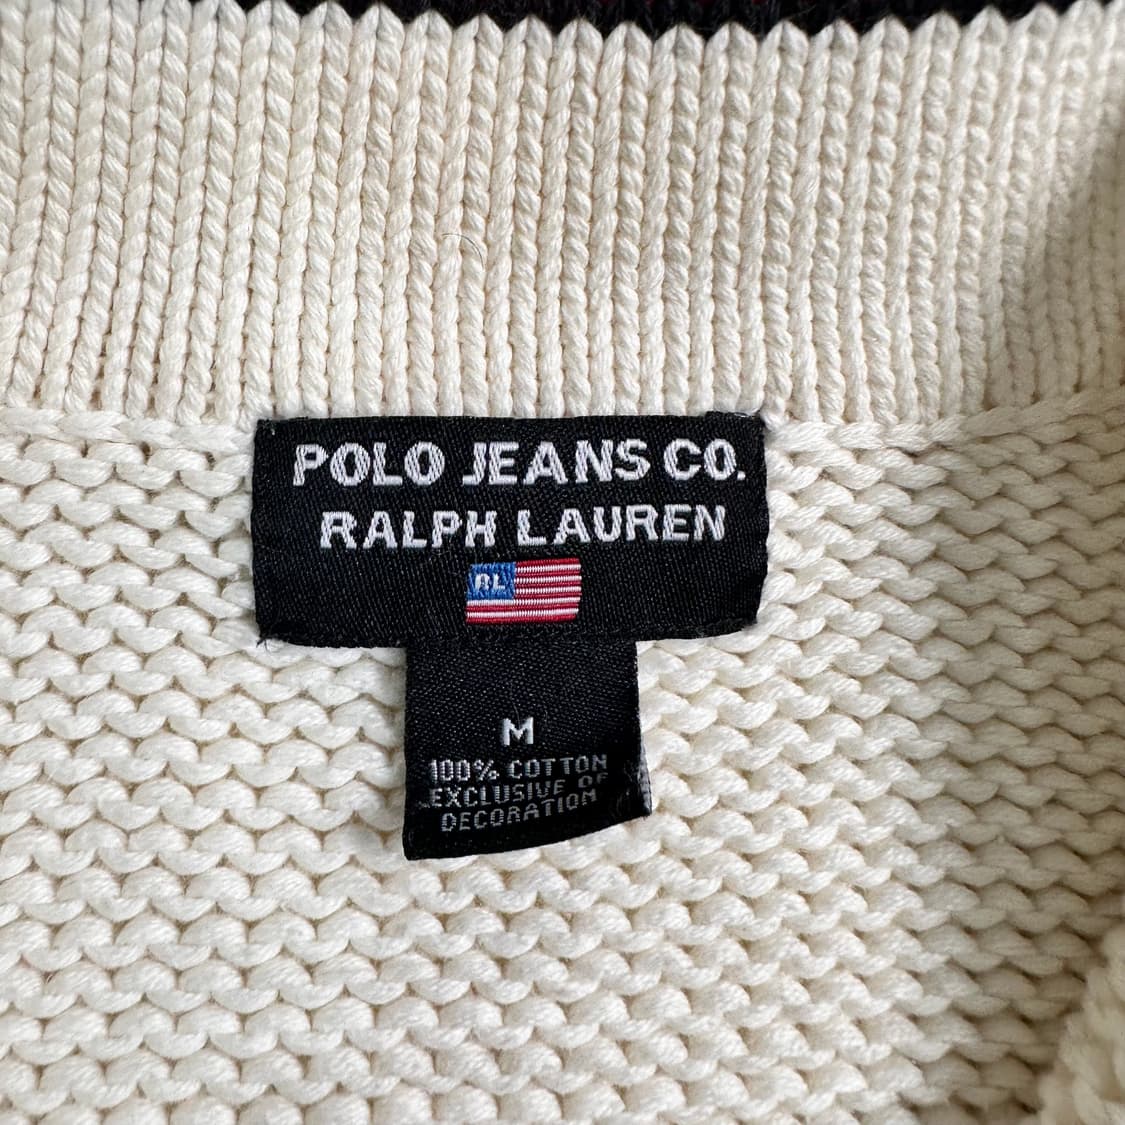 POLO JEANS CO.
RALPH LAUREN
RL
M
100% COTTON
EXCLUSIVE OF
DECORATION